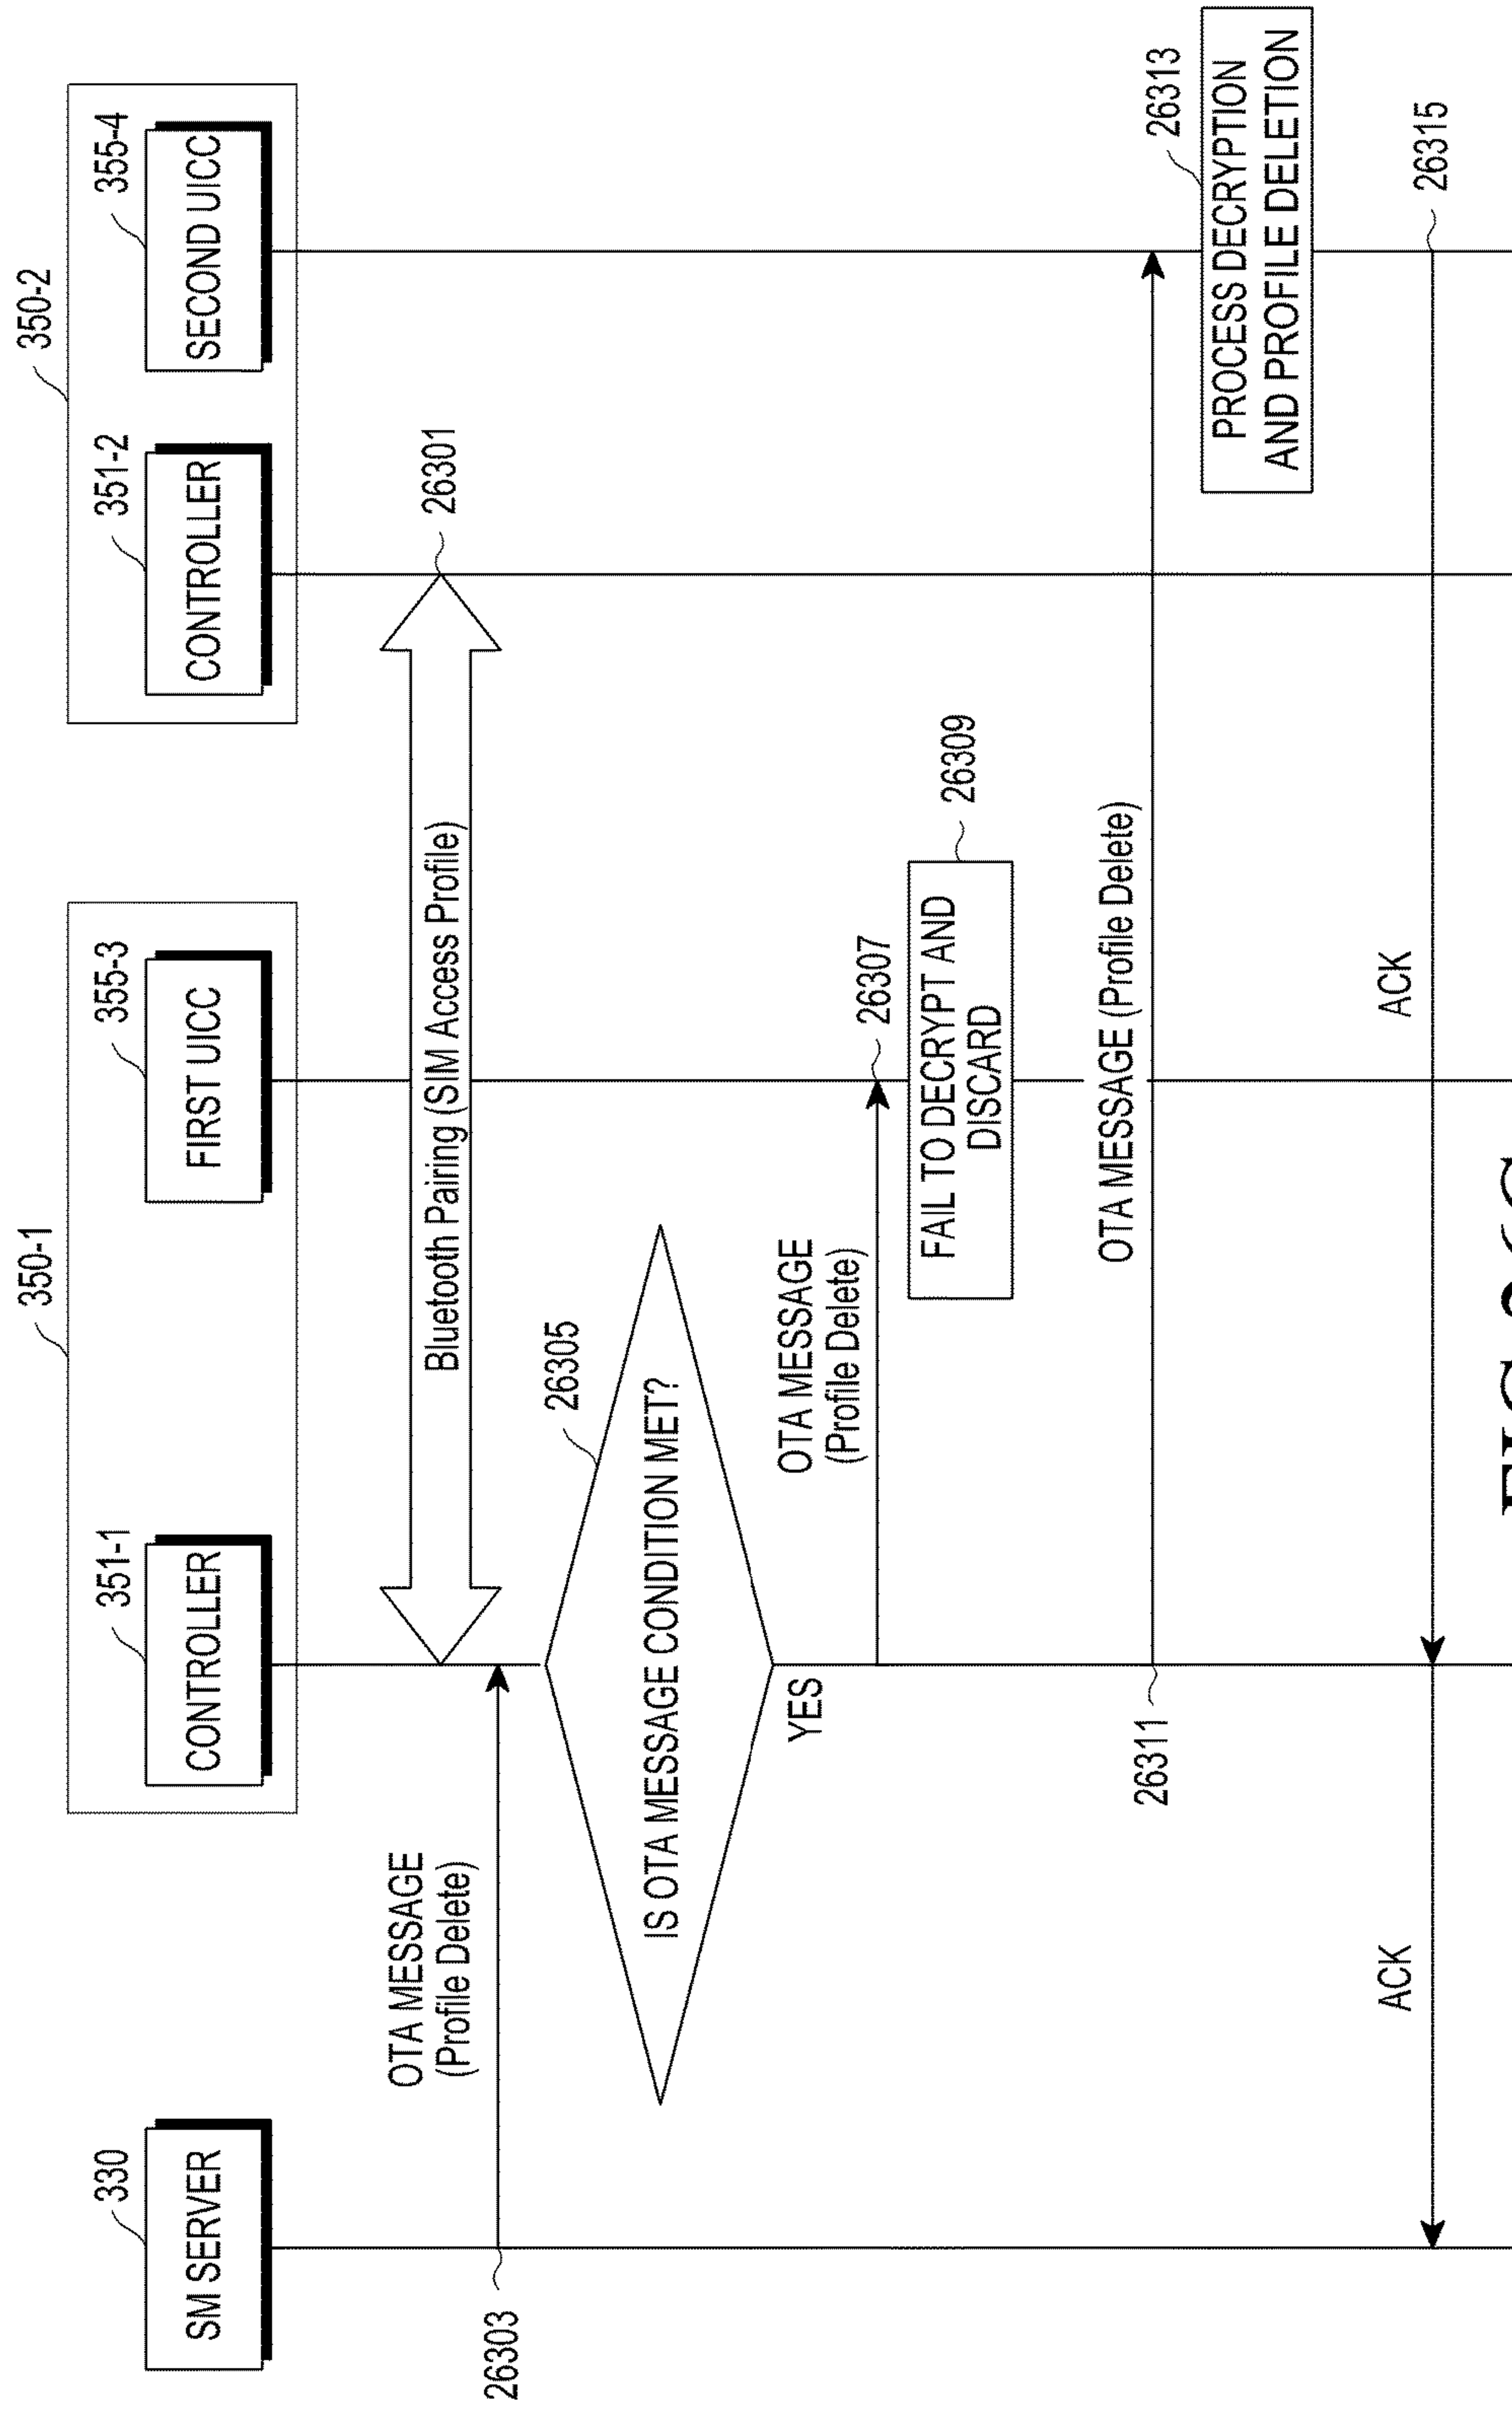 350-1
350-2
330
351-1
355-3
351-2
355-4
SM SERVER
CONTROLLER
FIRST UICC
CONTROLLER
SECOND UICC
OTA MESSAGE
(Profile Delete)
26303
Bluetooth Pairing (SIM Access Profile)
26301
26305
IS OTA MESSAGE CONDITION MET?
YES
OTA MESSAGE
(Profile Delete)
26307
FAIL TO DECRYPT AND
DISCARD
26309
OTA MESSAGE (Profile Delete)
26311
26313
PROCESS DECRYPTION
AND PROFILE DELETION
ACK
ACK
26315